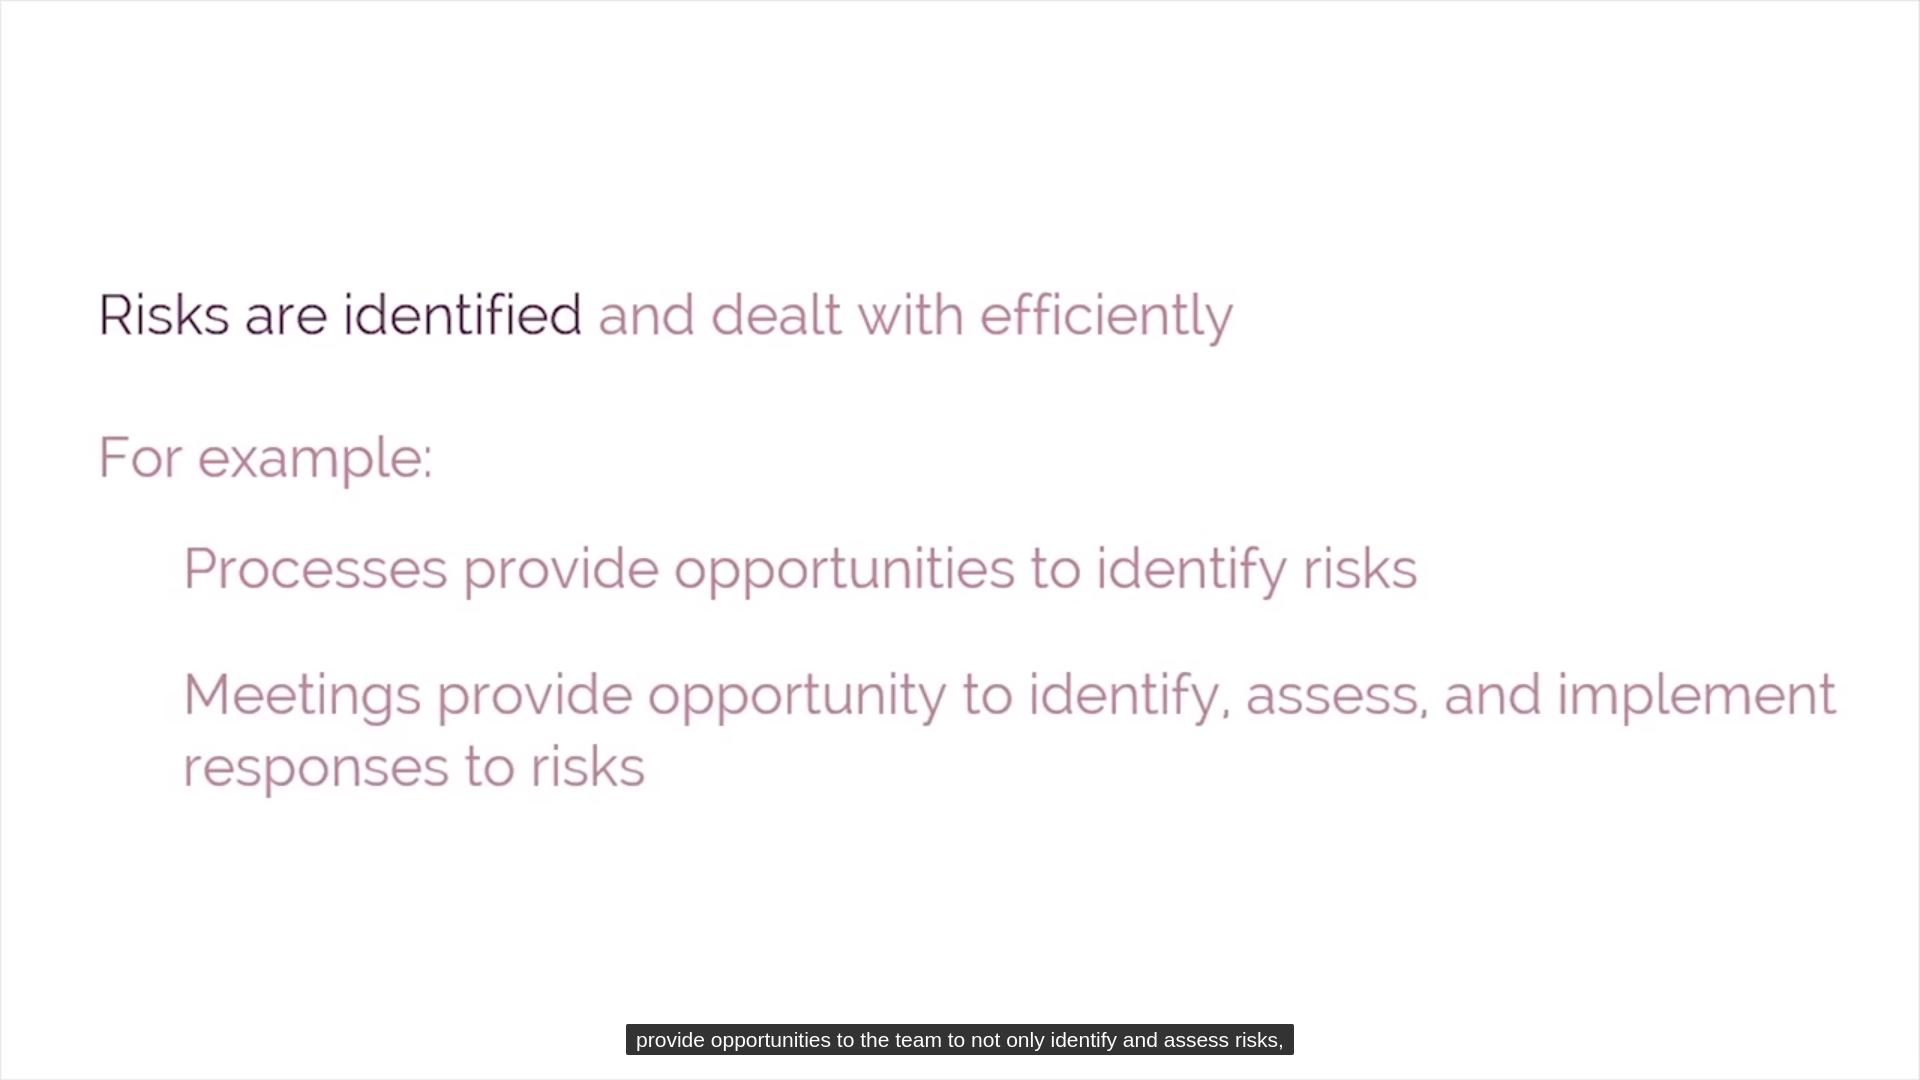 Risks are identified and dealt with efficiently
For example:
Processes provide opportunities to identify risks
Meetings provide opportunity to identify, assess, and implement
responses to risks
provide opportunities to the team to not only identify and assess risks,